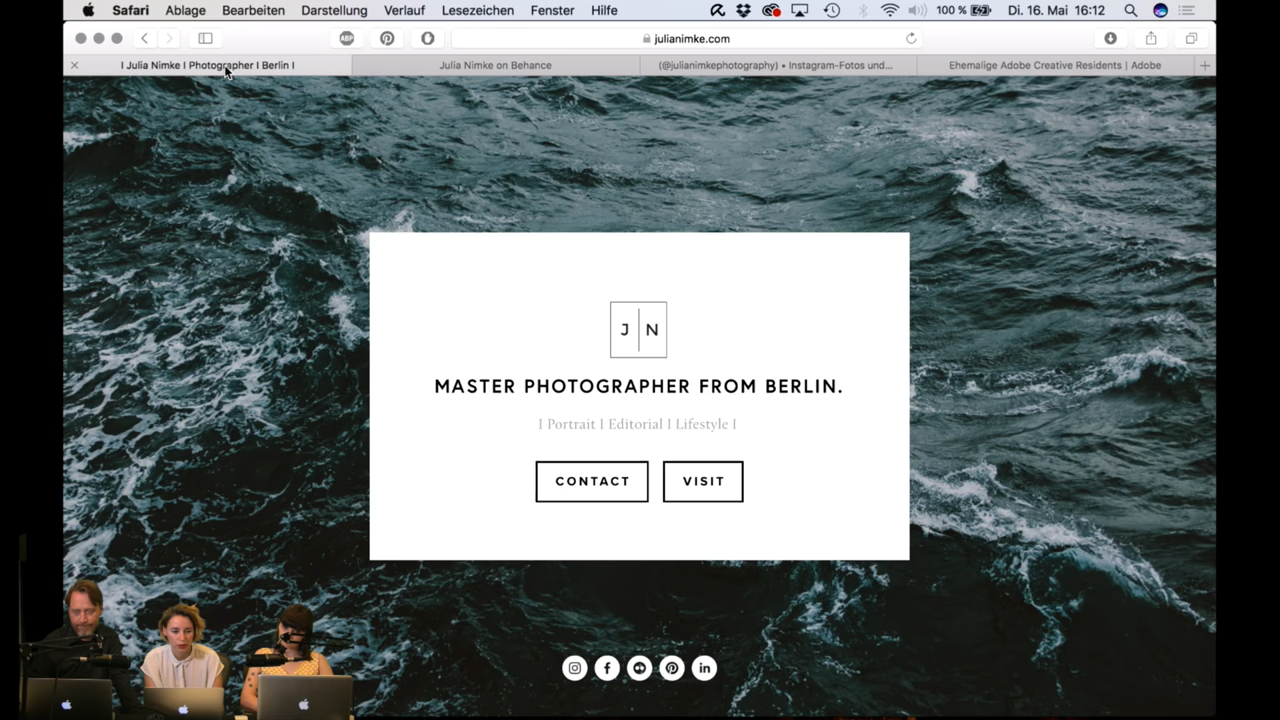 Safari Ablage Bearbeiten Darstellung Verlauf Lesezeichen Fenster Hilfe 100 % Di. 16. Mai 16:12
ABP julianimke.com
I Julia Nimke I Photographer I Berlin I Julia Nimke on Behance (@julianimkephotography) • Instagram-Fotos und... Ehemalige Adobe Creative Residents | Adobe
J N
MASTER PHOTOGRAPHER FROM BERLIN.
I Portrait I Editorial I Lifestyle I
CONTACT VISIT